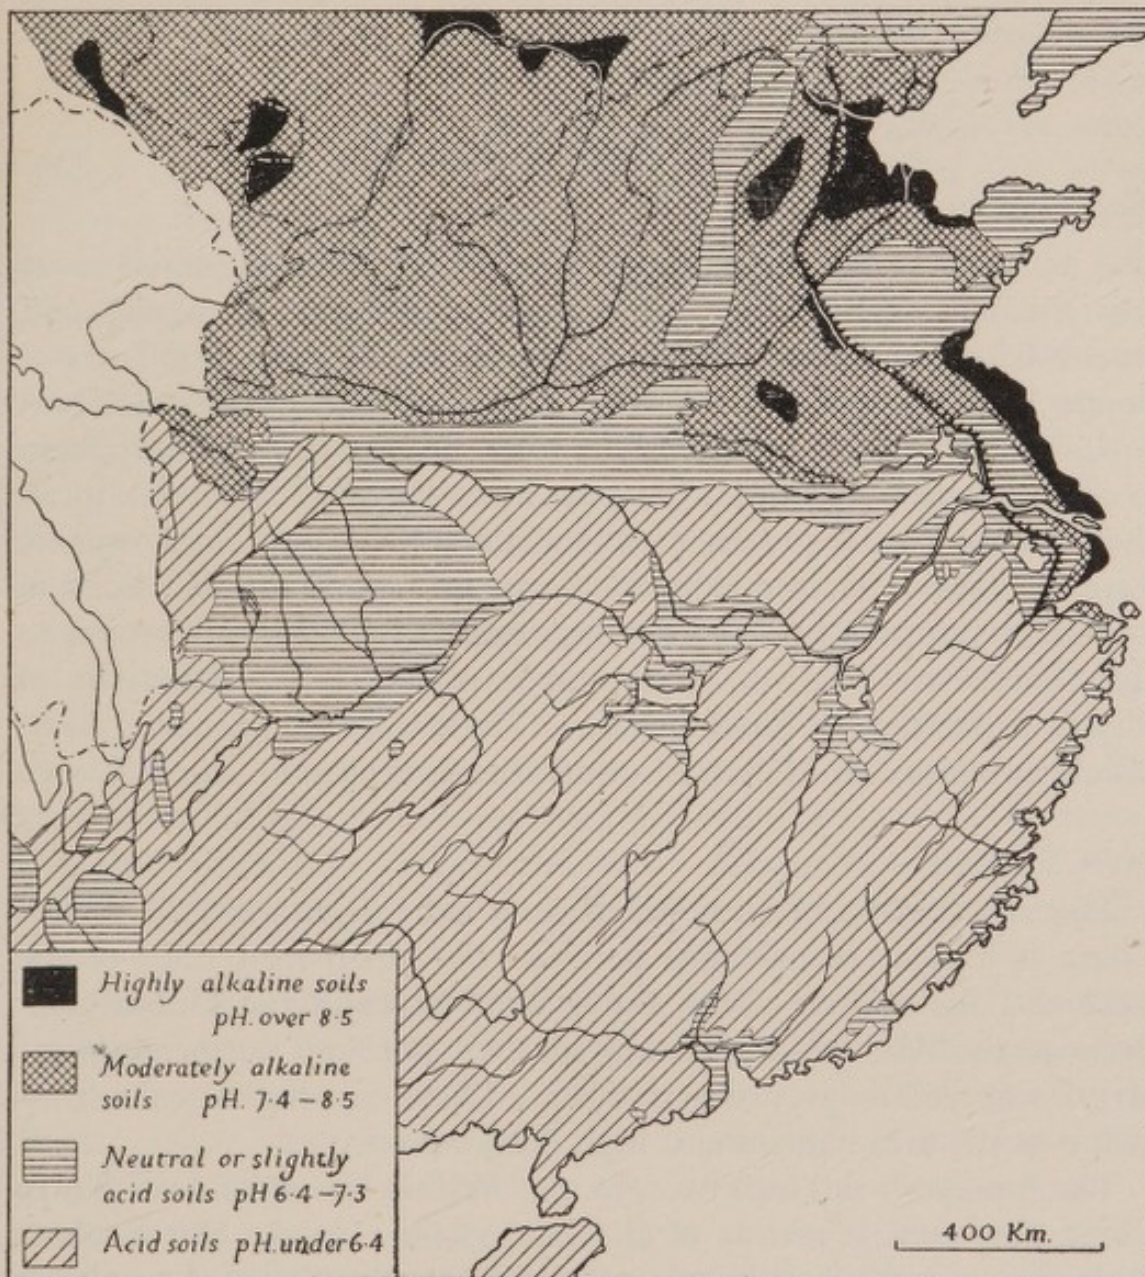 Highly alkaline soils
pH. over 8·5
Moderately alkaline
soils pH. 7·4 – 8·5
Neutral or slightly
acid soils pH 6·4 – 7·3
Acid soils pH. under 6·4
400 Km.